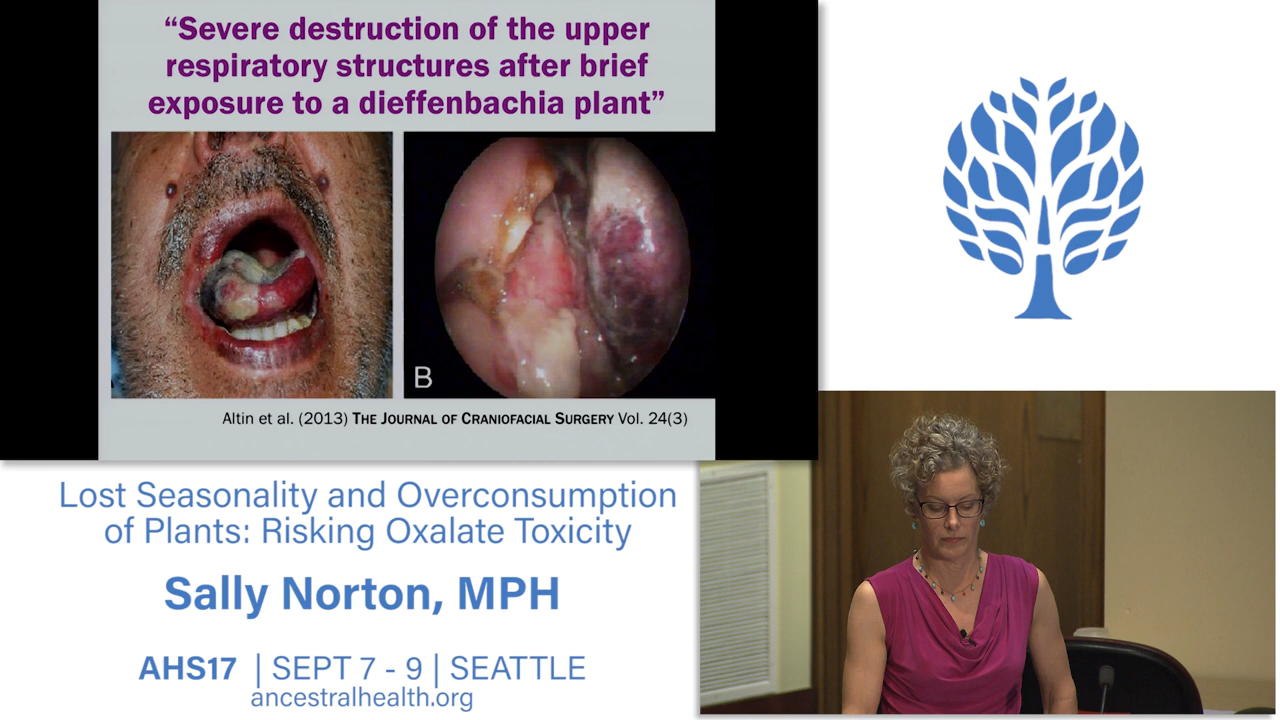 “Severe destruction of the upper
respiratory structures after brief
exposure to a dieffenbachia plant”
B
Altin et al. (2013) THE JOURNAL OF CRANIOFACIAL SURGERY Vol. 24(3)
Lost Seasonality and Overconsumption
of Plants: Risking Oxalate Toxicity
Sally Norton, MPH
AHS17 | SEPT 7 - 9 | SEATTLE
ancestralhealth.org